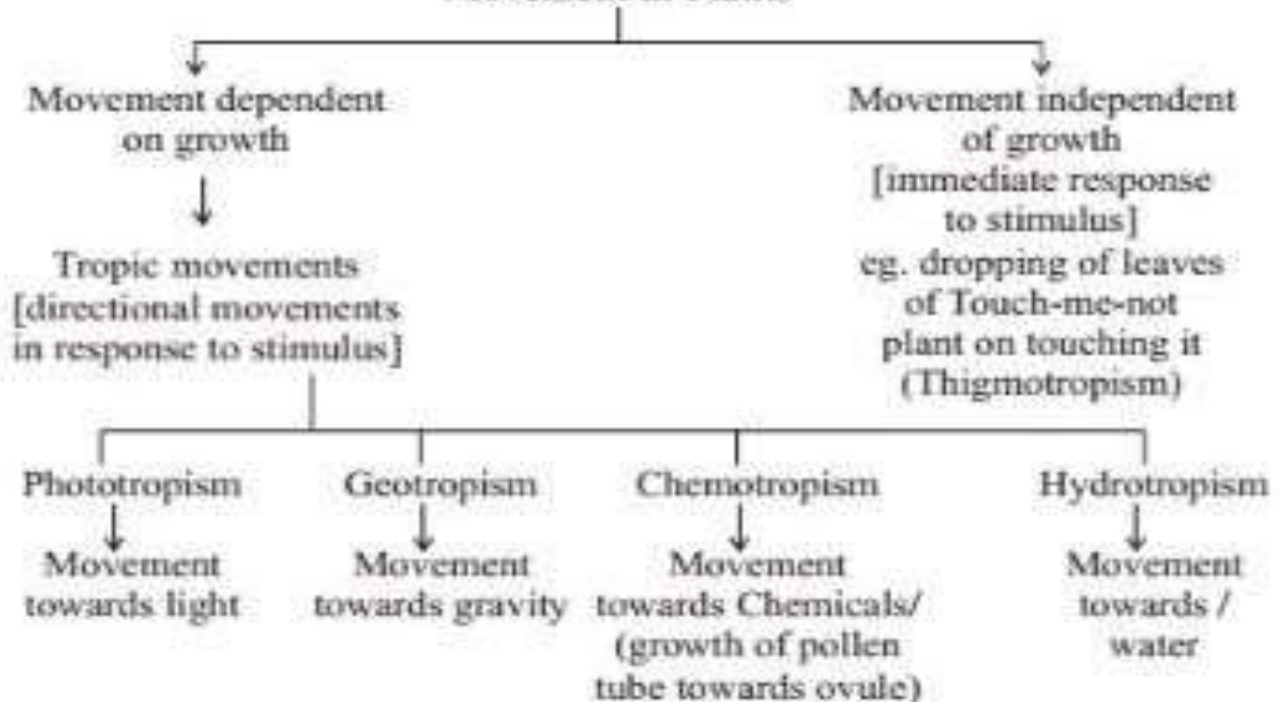 Movement dependent
on growth
Movement independent
of growth
[immediate response
to stimulus]
eg. dropping of leaves
of Touch-me-not
plant on touching it
(Thigmotropism)
Tropic movements
[directional movements
in response to stimulus]
Phototropism
Geotropism
Chemotropism
Hydrotropism
Movement
towards light
Movement
towards gravity
Movement
towards Chemicals/
(growth of pollen
tube towards ovule)
Movement
towards /
water